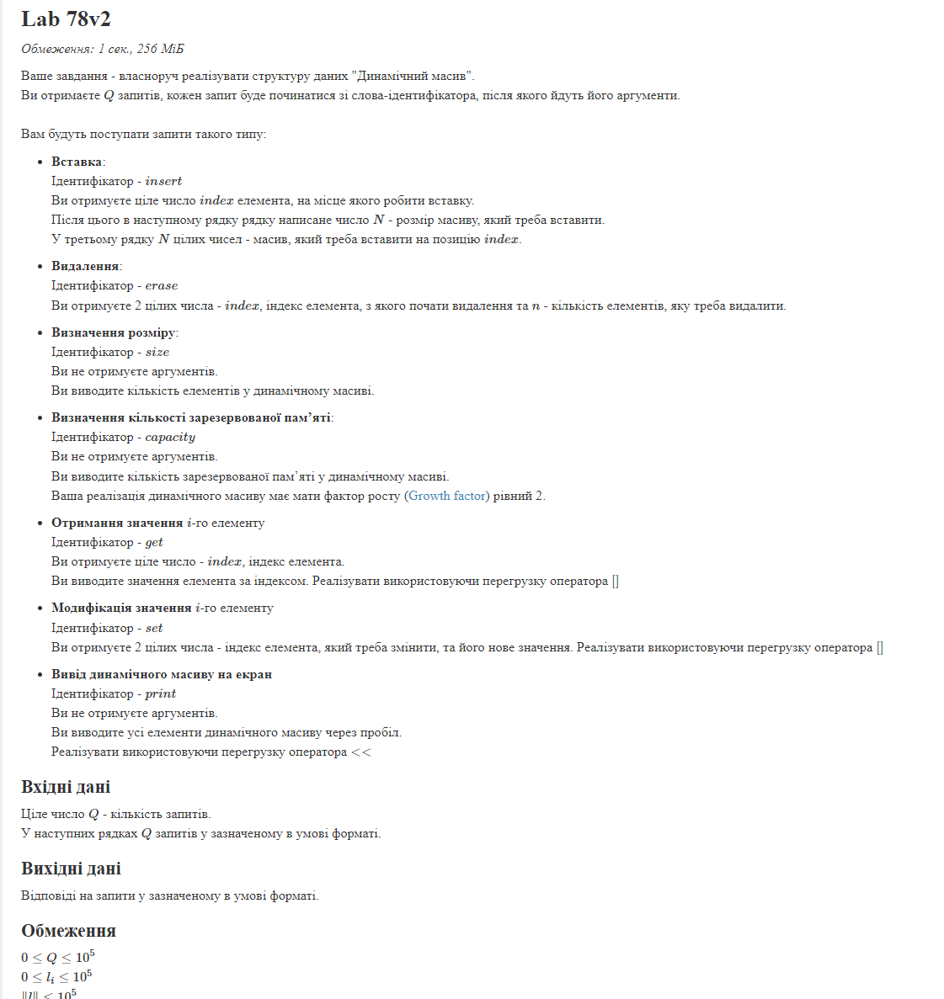 Lab 78v2
Обмеження: 1 сек., 256 МіБ
Ваше завдання - власноруч реалізувати структуру даних "Динамічний масив".
Ви отримаєте Q запитів, кожен запит буде починатися зі слова-ідентифікатора, після якого йдуть його аргументи.
Вам будуть поступати запити такого типу:
• Вставка:
Ідентифікатор - insert
Ви отримуєте ціле число index елемента, на місце якого робити вставку.
Після цього в наступному рядку рядку написане число N - розмір масиву, який треба вставити.
У третьому рядку N цілих чисел - масив, який треба вставити на позицію index.
• Видалення:
Ідентифікатор - erase
Ви отримуєте 2 цілих числа - index, індекс елемента, з якого почати видалення та n - кількість елементів, яку треба видалити.
• Визначення розміру:
Ідентифікатор - size
Ви не отримуєте аргументів.
Ви виводите кількість елементів у динамічному масиві.
• Визначення кількості зарезервованої пам’яті:
Ідентифікатор - capacity
Ви не отримуєте аргументів.
Ви виводите кількість зарезервованої пам’яті у динамічному масиві.
Ваша реалізація динамічного масиву має мати фактор росту (Growth factor) рівний 2.
• Отримання значення i-го елементу
Ідентифікатор - get
Ви отримуєте ціле число - index, індекс елемента.
Ви виводите значення елемента за індексом. Реалізувати використовуючи перегрузку оператора []
• Модифікація значення i-го елементу
Ідентифікатор - set
Ви отримуєте 2 цілих числа - індекс елемента, який треба змінити, та його нове значення. Реалізувати використовуючи перегрузку оператора []
• Вивід динамічного масиву на екран
Ідентифікатор - print
Ви не отримуєте аргументів.
Ви виводите усі елементи динамічного масиву через пробіл.
Реалізувати використовуючи перегрузку оператора <<
Вхідні дані
Ціле число Q - кількість запитів.
У наступних рядках Q запитів у зазначеному в умові форматі.
Вихідні дані
Відповіді на запити у зазначеному в умові форматі.
Обмеження
0 ≤ Q ≤ 10⁵
0 ≤ lᵢ ≤ 10⁵
‖l‖ ≤ 10⁵